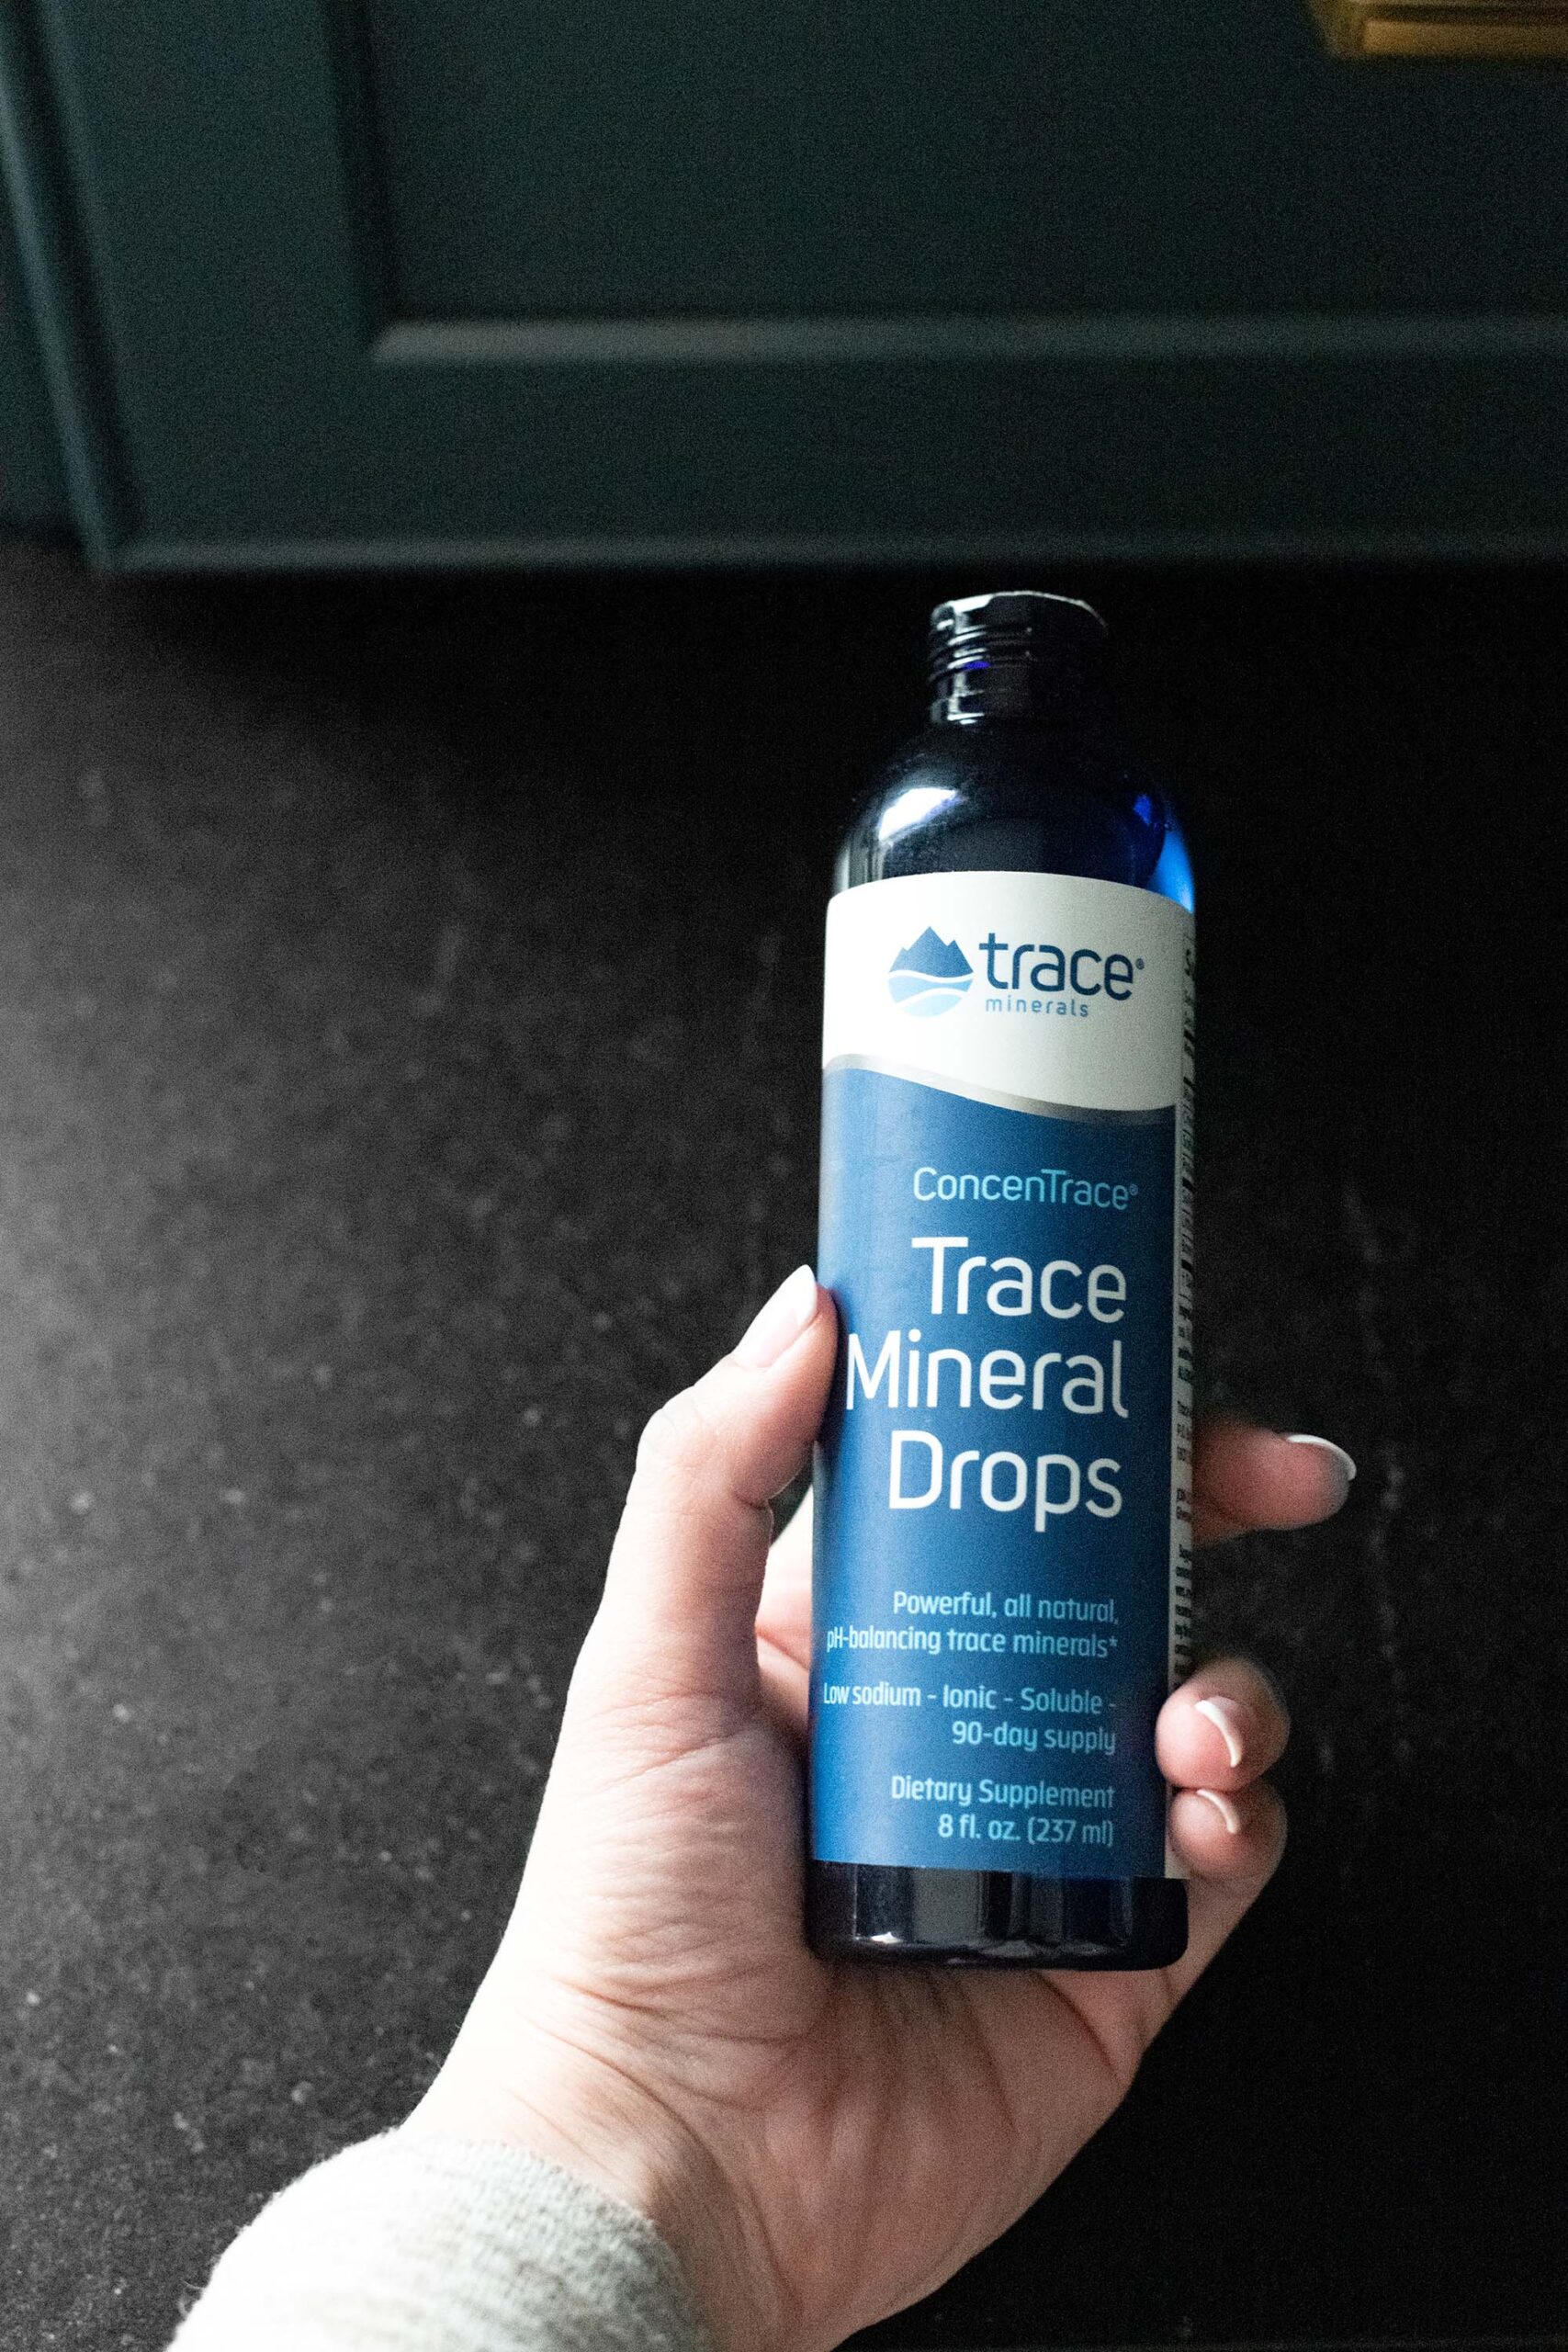 trace®
minerals
ConcenTrace®
Trace
Mineral
Drops
Powerful, all natural,
pH-balancing trace minerals*
Low sodium - Ionic - Soluble -
90-day supply
Dietary Supplement
8 fl. oz. (237 ml)